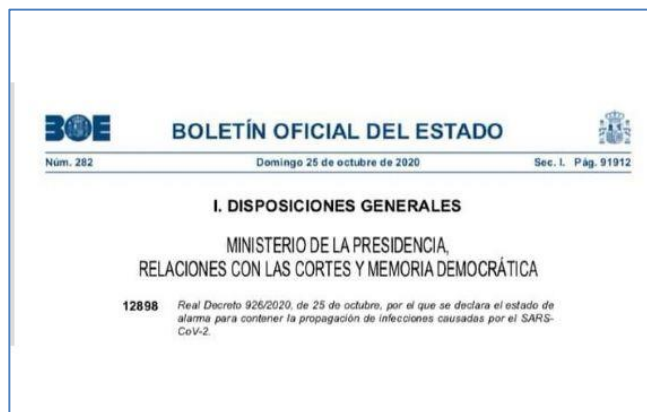 BOE
BOLETÍN OFICIAL DEL ESTADO
Núm. 282 Domingo 25 de octubre de 2020 Sec. I. Pág. 91912
I. DISPOSICIONES GENERALES
MINISTERIO DE LA PRESIDENCIA,
RELACIONES CON LAS CORTES Y MEMORIA DEMOCRÁTICA
12898 Real Decreto 926/2020, de 25 de octubre, por el que se declara el estado de
alarma para contener la propagación de infecciones causadas por el SARS-
CoV-2.